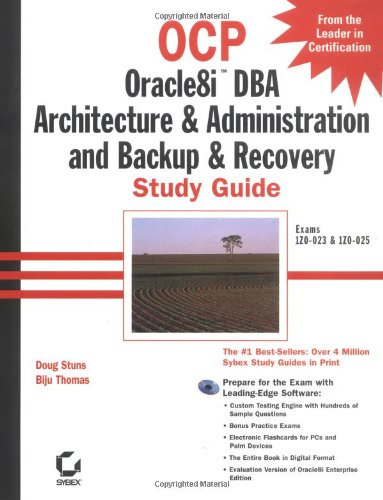 Copyrighted Material
OCP
From the
Leader in
Certification
Oracle8i™ DBA
Architecture & Administration
and Backup & Recovery
Study Guide
Exams
1Z0-023 & 1Z0-025
Doug Stuns
Biju Thomas
The #1 Best-Sellers: Over 4 Million
Sybex Study Guides in Print
Prepare for the Exam with
Leading-Edge Software:
• Custom Testing Engine with Hundreds of
Sample Questions
• Bonus Practice Exams
• Electronic Flashcards for PCs and
Palm Devices
• The Entire Book in Digital Format
• Evaluation Version of Oracle8i Enterprise
Edition
SYBEX
Copyrighted Material